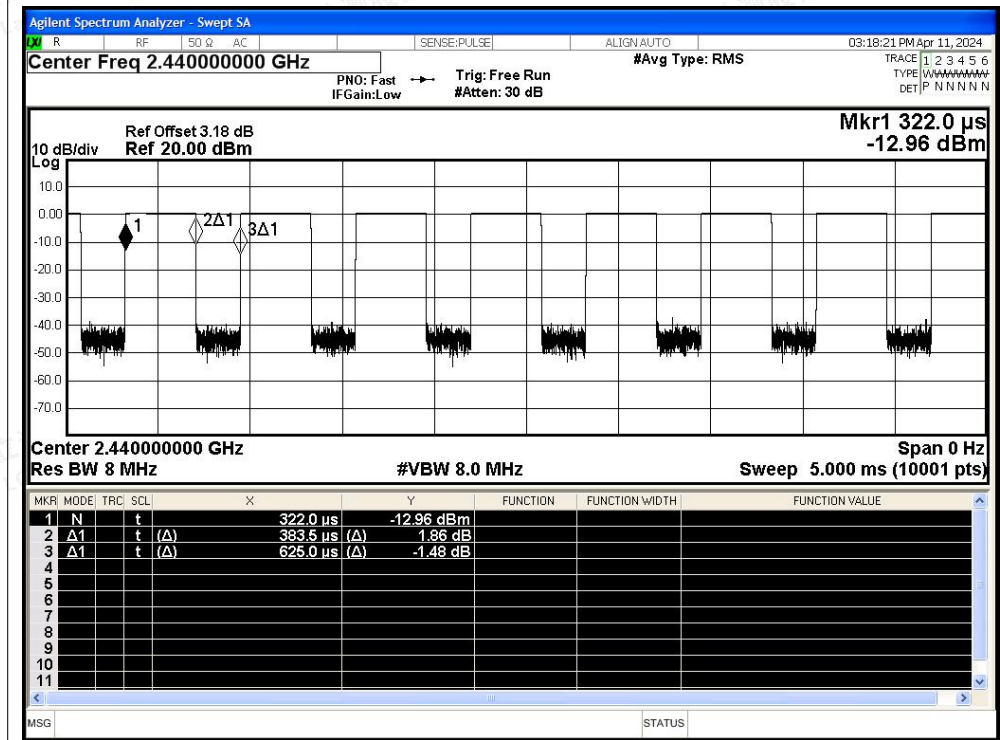 Agilent Spectrum Analyzer - Swept SA
LXI R RF 50 Ω AC SENSE:PULSE ALIGN AUTO 03:18:21 PM Apr 11, 2024
Center Freq 2.440000000 GHz #Avg Type: RMS TRACE 1 2 3 4 5 6
PNO: Fast Trig: Free Run TYPE WWWWWW
IFGain:Low #Atten: 30 dB DET P N N N N N
Mkr1 322.0 µs
Ref Offset 3.18 dB
10 dB/div Ref 20.00 dBm -12.96 dBm
Log
10.0
0.00
1 2Δ1 3Δ1
-10.0
-20.0
-30.0
-40.0
-50.0
-60.0
-70.0
Center 2.440000000 GHz Span 0 Hz
Res BW 8 MHz #VBW 8.0 MHz Sweep 5.000 ms (10001 pts)
MKR MODE TRC SCL X Y FUNCTION FUNCTION WIDTH FUNCTION VALUE
1 N t 322.0 µs -12.96 dBm
2 Δ1 t (Δ) 383.5 µs (Δ) 1.86 dB
3 Δ1 t (Δ) 625.0 µs (Δ) -1.48 dB
4
5
6
7
8
9
10
11
MSG STATUS